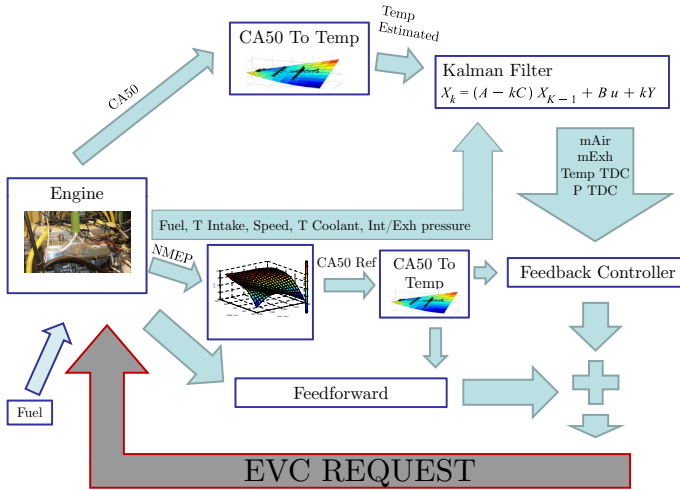 CA50 To Temp
Temp
Estimated
Kalman Filter
X_k = (A − kC) X_{K−1} + B u + kY
CA50
mAir
mExh
Temp TDC
P TDC
Engine
Fuel, T Intake, Speed, T Coolant, Int/Exh pressure
NMEP
CA50 Ref
CA50 To
Temp
Feedback Controller
Feedforward
Fuel
EVC REQUEST